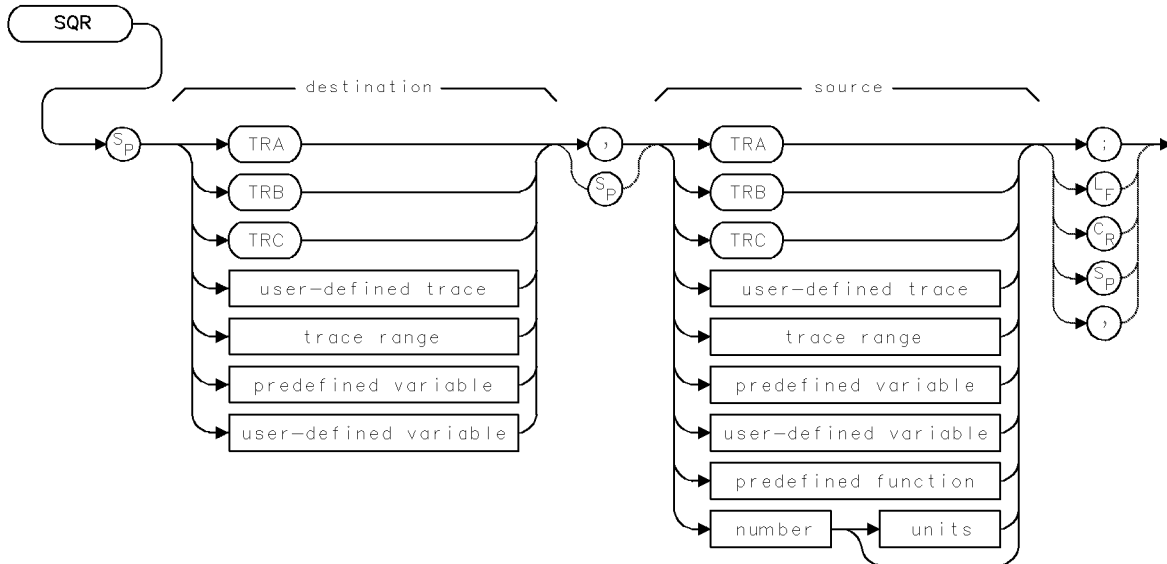 SQR
destination
source
SP
TRA
,
TRA
;
TRB
SP
TRB
LF
TRC
TRC
CR
user-defined trace
user-defined trace
SP
trace range
trace range
,
predefined variable
predefined variable
user-defined variable
user-defined variable
predefined function
number
units